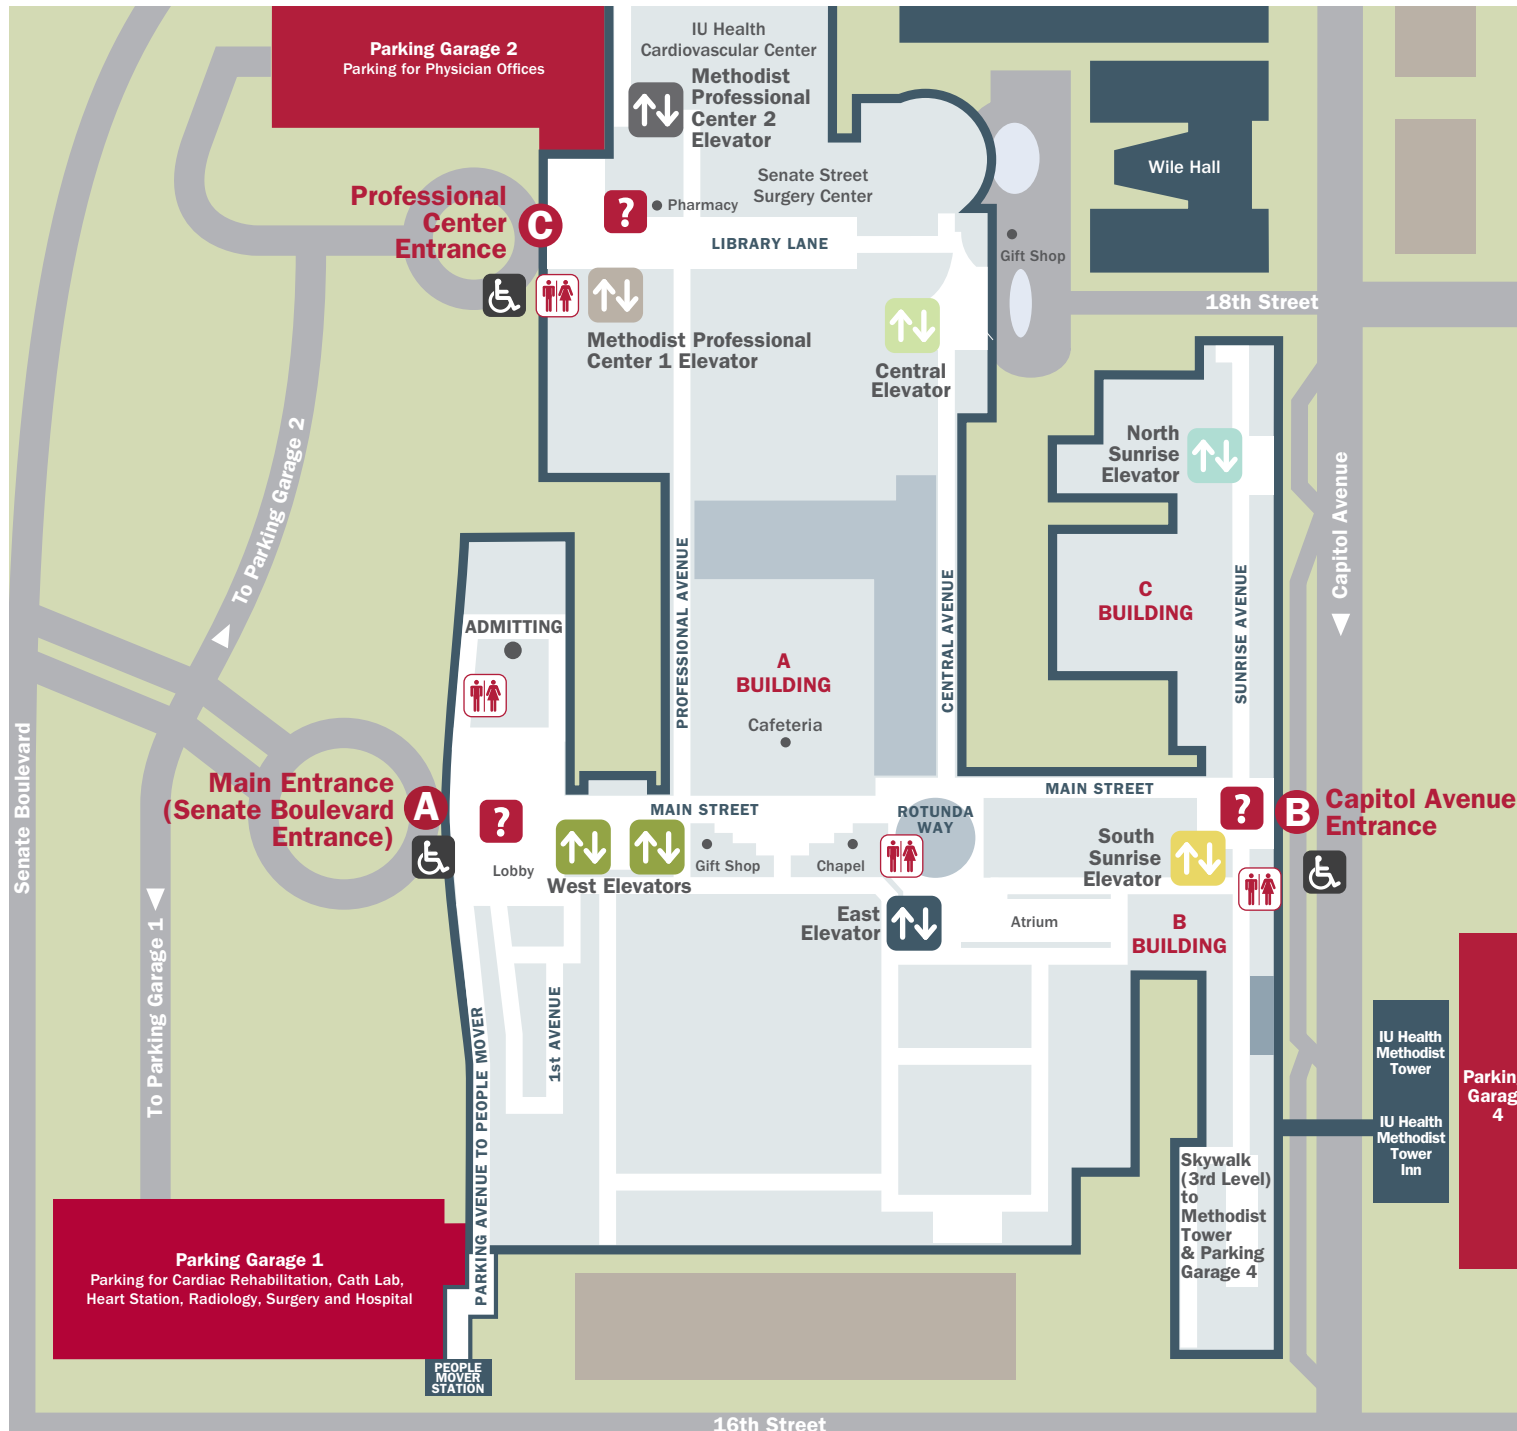 Parking Garage 2
Parking for Physician Offices
IU Health
Cardiovascular Center
Methodist
Professional
Center 2
Elevator
Wile Hall
Senate Street
Surgery Center
Professional
Center
Entrance
C
?
Pharmacy
LIBRARY LANE
Gift Shop
18th Street
Methodist Professional
Center 1 Elevator
Central
Elevator
To Parking Garage 2
North
Sunrise
Elevator
Capitol Avenue
PROFESSIONAL AVENUE
CENTRAL AVENUE
SUNRISE AVENUE
C
BUILDING
ADMITTING
A
BUILDING
Cafeteria
Senate Boulevard
Main Entrance
(Senate Boulevard
Entrance)
A
?
Lobby
MAIN STREET
West Elevators
Gift Shop
Chapel
ROTUNDA
WAY
MAIN STREET
?
B
Capitol Avenue
Entrance
South
Sunrise
Elevator
East
Elevator
Atrium
B
BUILDING
To Parking Garage 1
1st AVENUE
PARKING AVENUE TO PEOPLE MOVER
IU Health
Methodist
Tower
IU Health
Methodist
Tower
Inn
Parkin
Garag
4
Skywalk
(3rd Level)
to
Methodist
Tower
& Parking
Garage 4
Parking Garage 1
Parking for Cardiac Rehabilitation, Cath Lab,
Heart Station, Radiology, Surgery and Hospital
PEOPLE
MOVER
STATION
16th Street